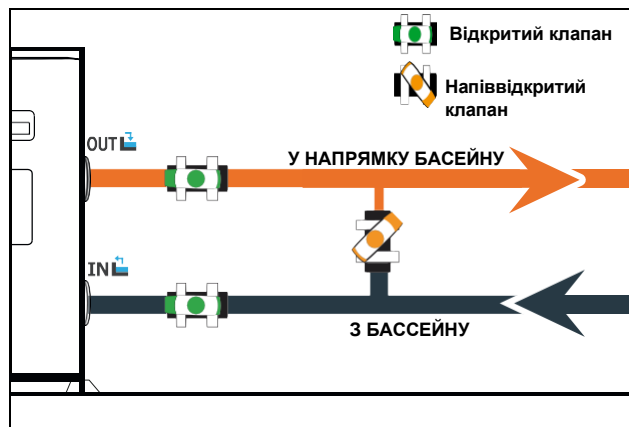 Відкритий клапан
Напіввідкритий
клапан
OUT
У НАПРЯМКУ БАСЕЙНУ
IN
З БАССЕЙНУ